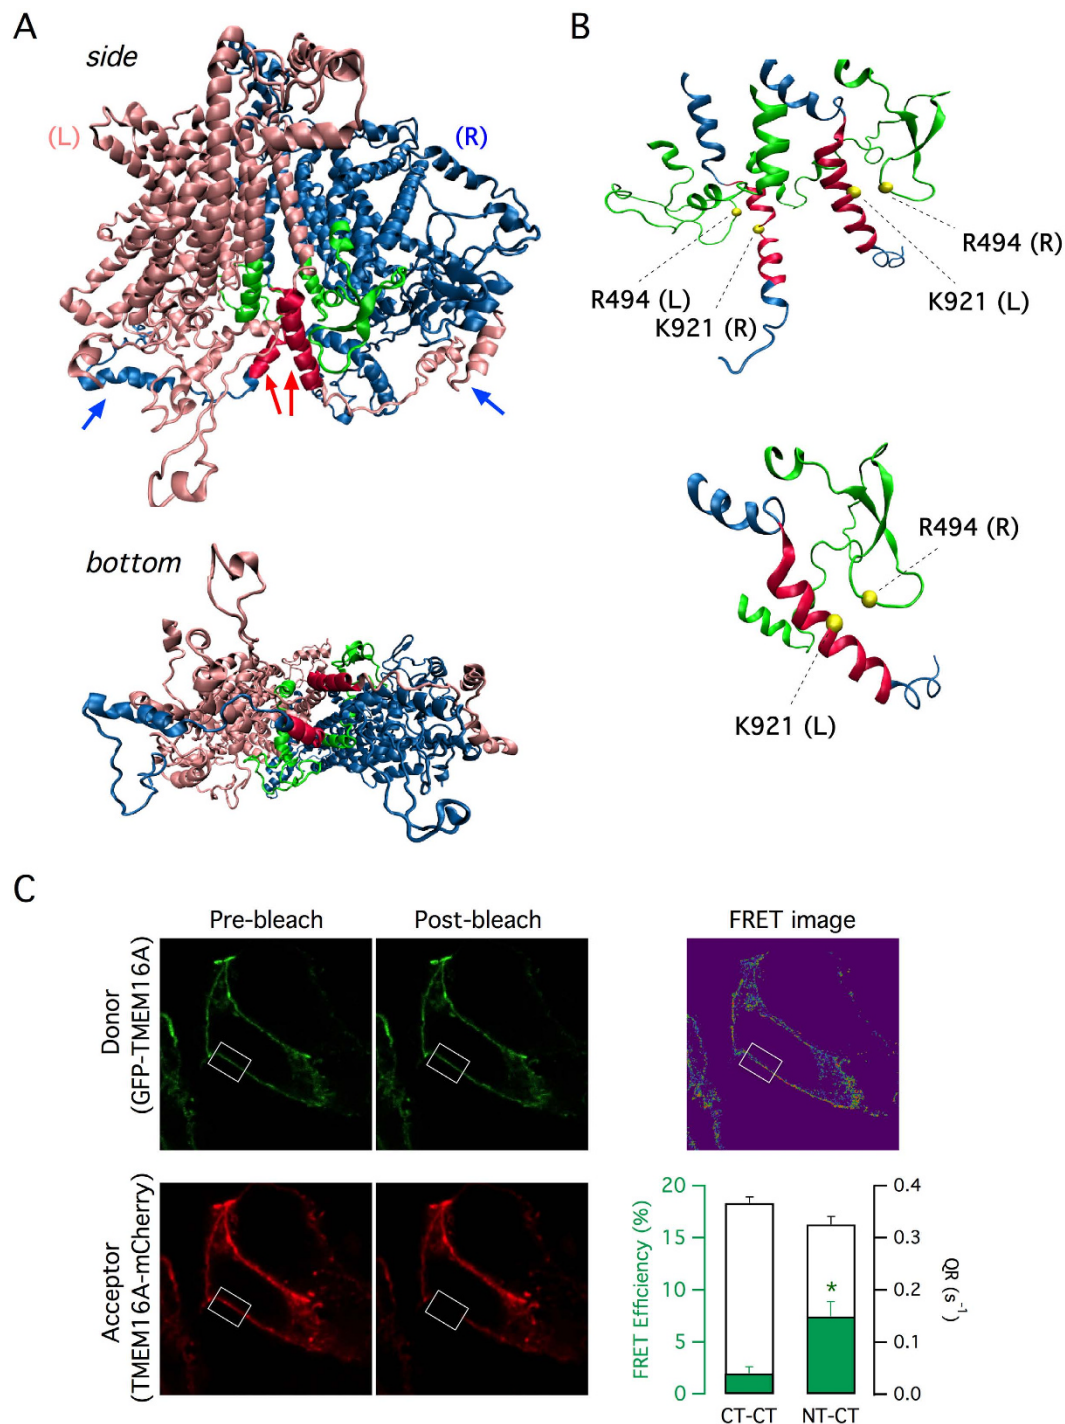 A
side
(L)
(R)
bottom
B
R494 (R)
R494 (L)
K921 (L)
K921 (R)
R494 (R)
K921 (L)
C
Pre-bleach
Post-bleach
FRET image
Donor
(GFP-TMEM16A)
Acceptor
(TMEM16A-mCherry)
FRET Efficiency (%)
20
15
10
5
0
*
0.4
0.3
0.2
0.1
0.0
QR (s⁻¹)
CT-CT
NT-CT